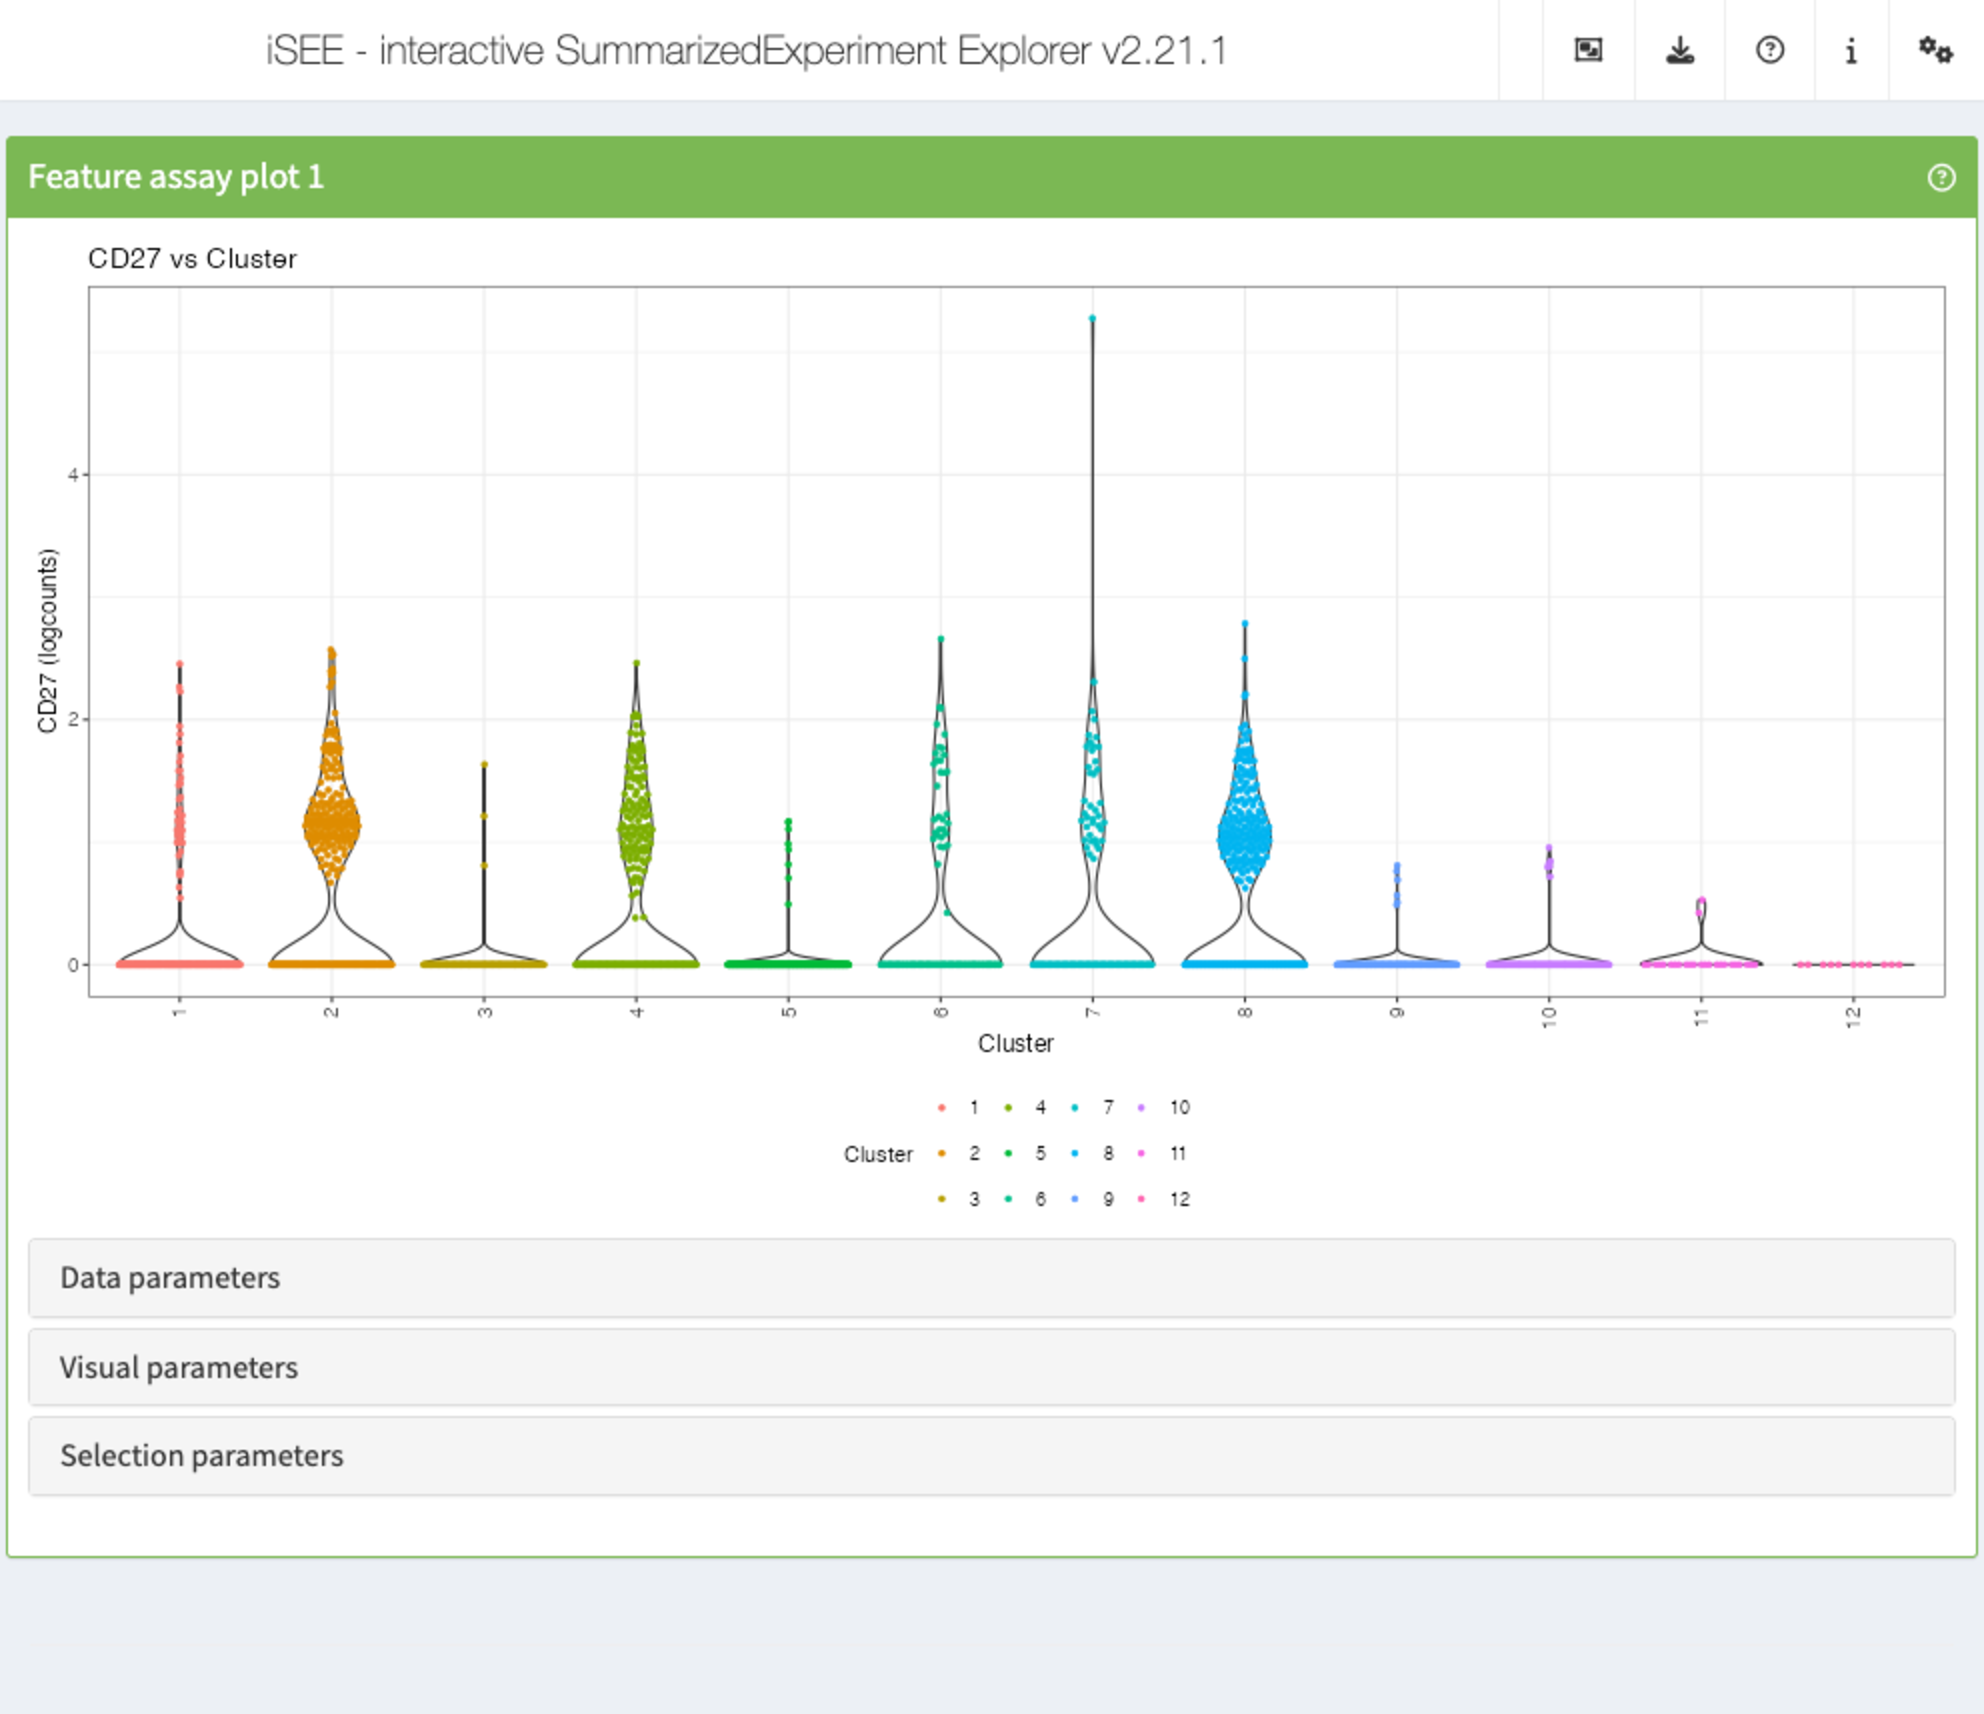 iSEE - interactive SummarizedExperiment Explorer v2.21.1
Feature assay plot 1
CD27 vs Cluster
CD27 (logcounts)
4
2
0
1 2 3 4 5 6 7 8 9 10 11 12
Cluster
1 4 7 10
Cluster 2 5 8 11
3 6 9 12
Data parameters
Visual parameters
Selection parameters